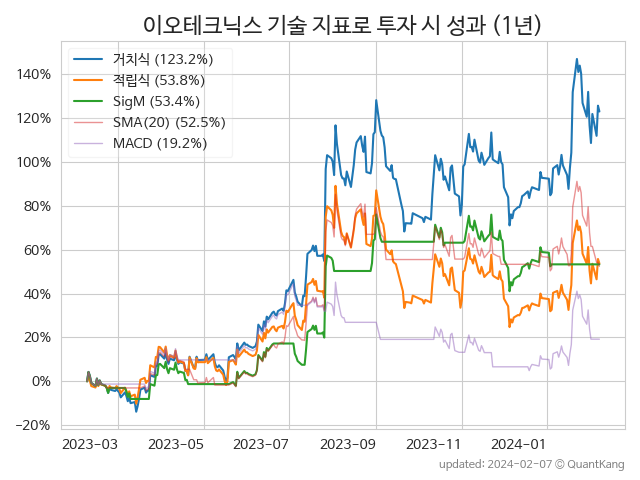 이오테크닉스 기술 지표로 투자 시 성과 (1년)
140%
120%
100%
80%
60%
40%
20%
0%
−20%
거치식 (123.2%)
적립식 (53.8%)
SigM (53.4%)
SMA(20) (52.5%)
MACD (19.2%)
2023-03 2023-05 2023-07 2023-09 2023-11 2024-01
updated: 2024-02-07 © QuantKang